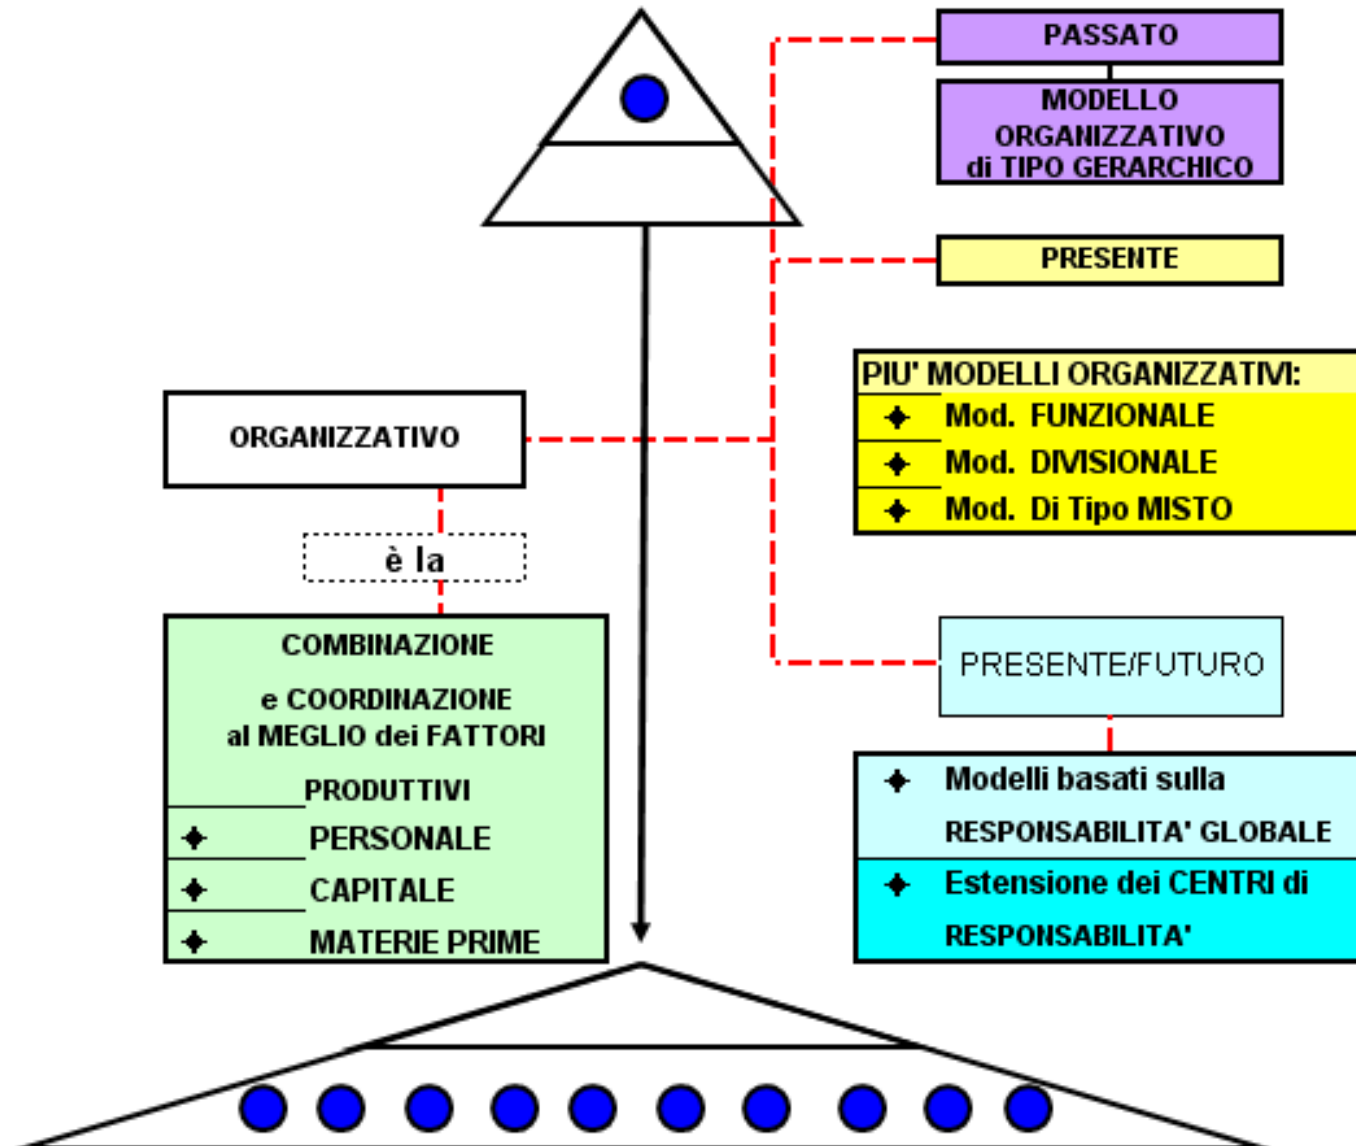 PASSATO
MODELLO
ORGANIZZATIVO
di TIPO GERARCHICO
PRESENTE
PIU' MODELLI ORGANIZZATIVI:
Mod. FUNZIONALE
Mod. DIVISIONALE
Mod. Di Tipo MISTO
ORGANIZZATIVO
è la
COMBINAZIONE
e COORDINAZIONE
al MEGLIO dei FATTORI
PRODUTTIVI
PERSONALE
CAPITALE
MATERIE PRIME
PRESENTE/FUTURO
Modelli basati sulla
RESPONSABILITA' GLOBALE
Estensione dei CENTRI di
RESPONSABILITA'